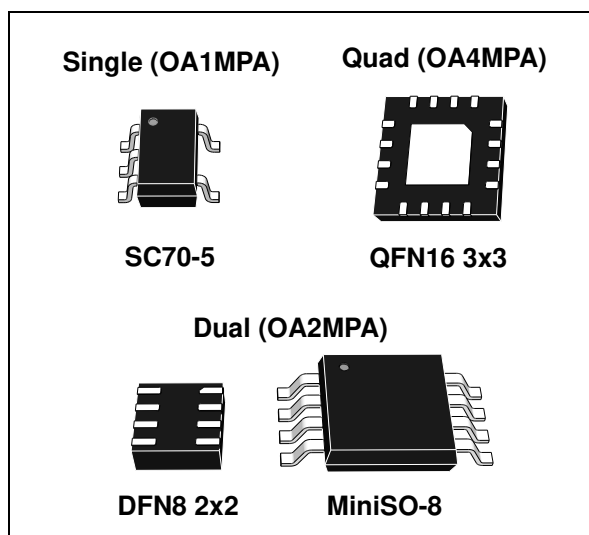 Single (OA1MPA)
Quad (OA4MPA)
SC70-5
QFN16 3x3
Dual (OA2MPA)
DFN8 2x2
MiniSO-8